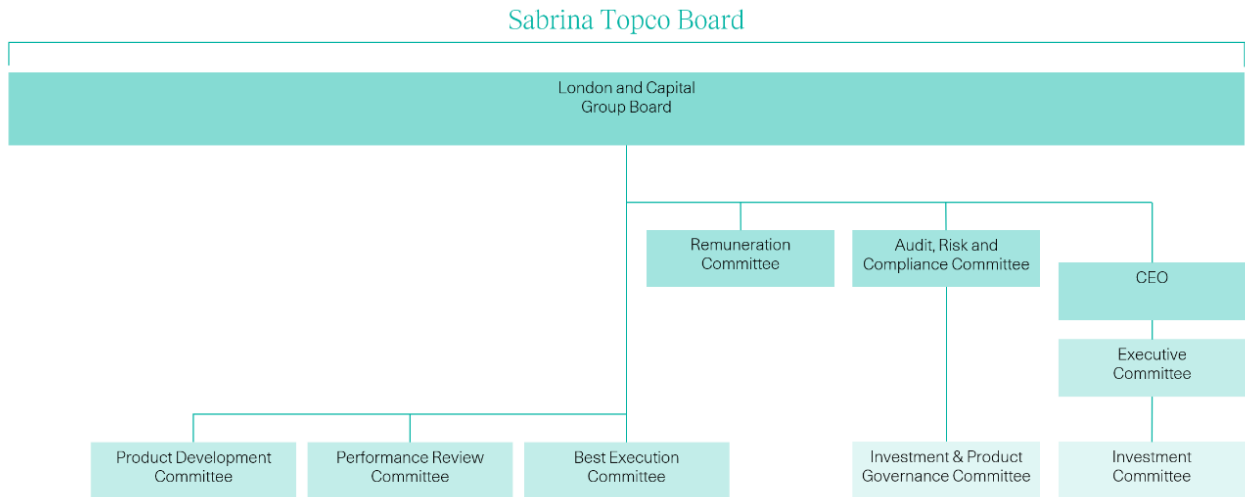 Sabrina Topco Board
London and Capital
Group Board
Remuneration
Committee
Audit, Risk and
Compliance Committee
CEO
Executive
Committee
Product Development
Committee
Performance Review
Committee
Best Execution
Committee
Investment & Product
Governance Committee
Investment
Committee